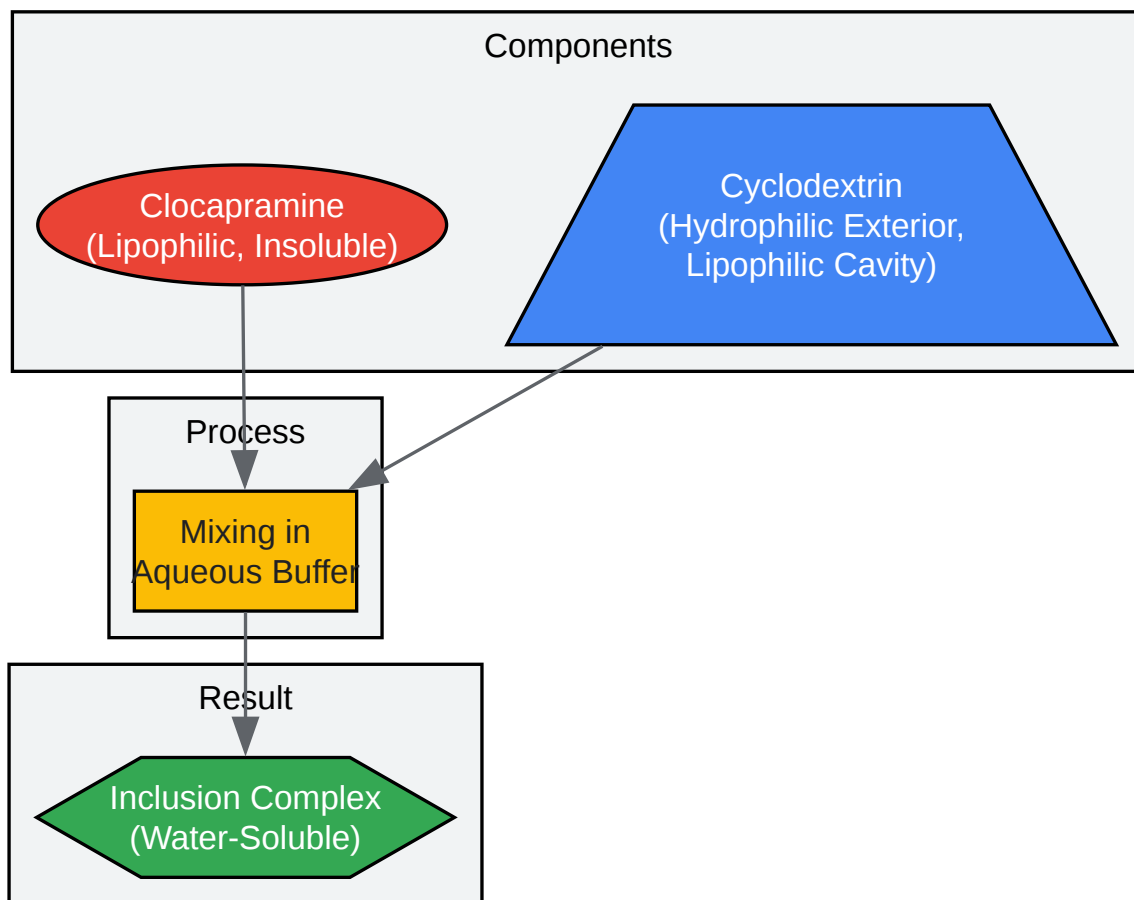 Components
Clocapramine
(Lipophilic, Insoluble)
Cyclodextrin
(Hydrophilic Exterior,
Lipophilic Cavity)
Process
Mixing in
Aqueous Buffer
Result
Inclusion Complex
(Water-Soluble)